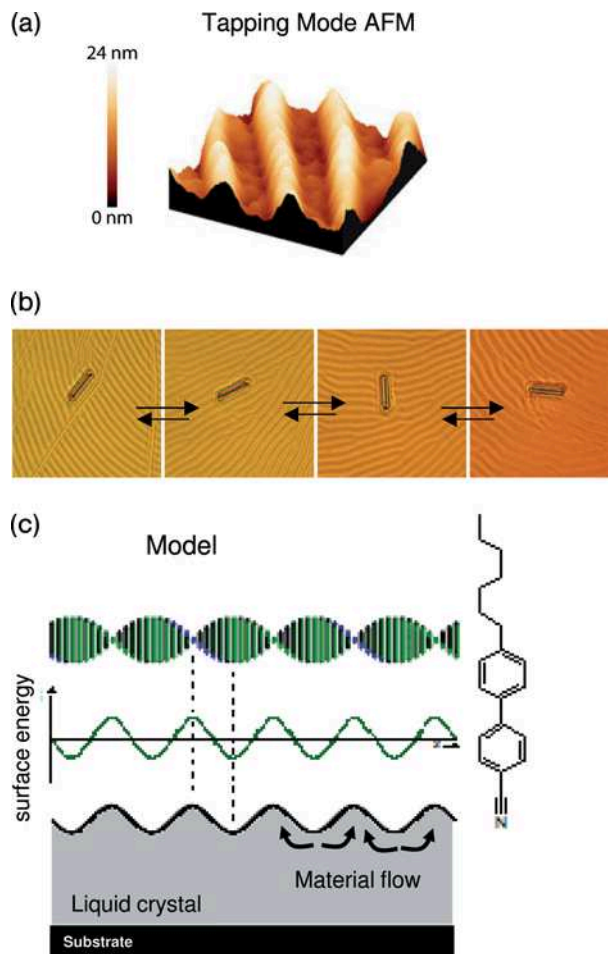 (a)
Tapping Mode AFM
24 nm
0 nm
(b)
(c)
Model
surface energy
Material flow
Liquid crystal
Substrate
N